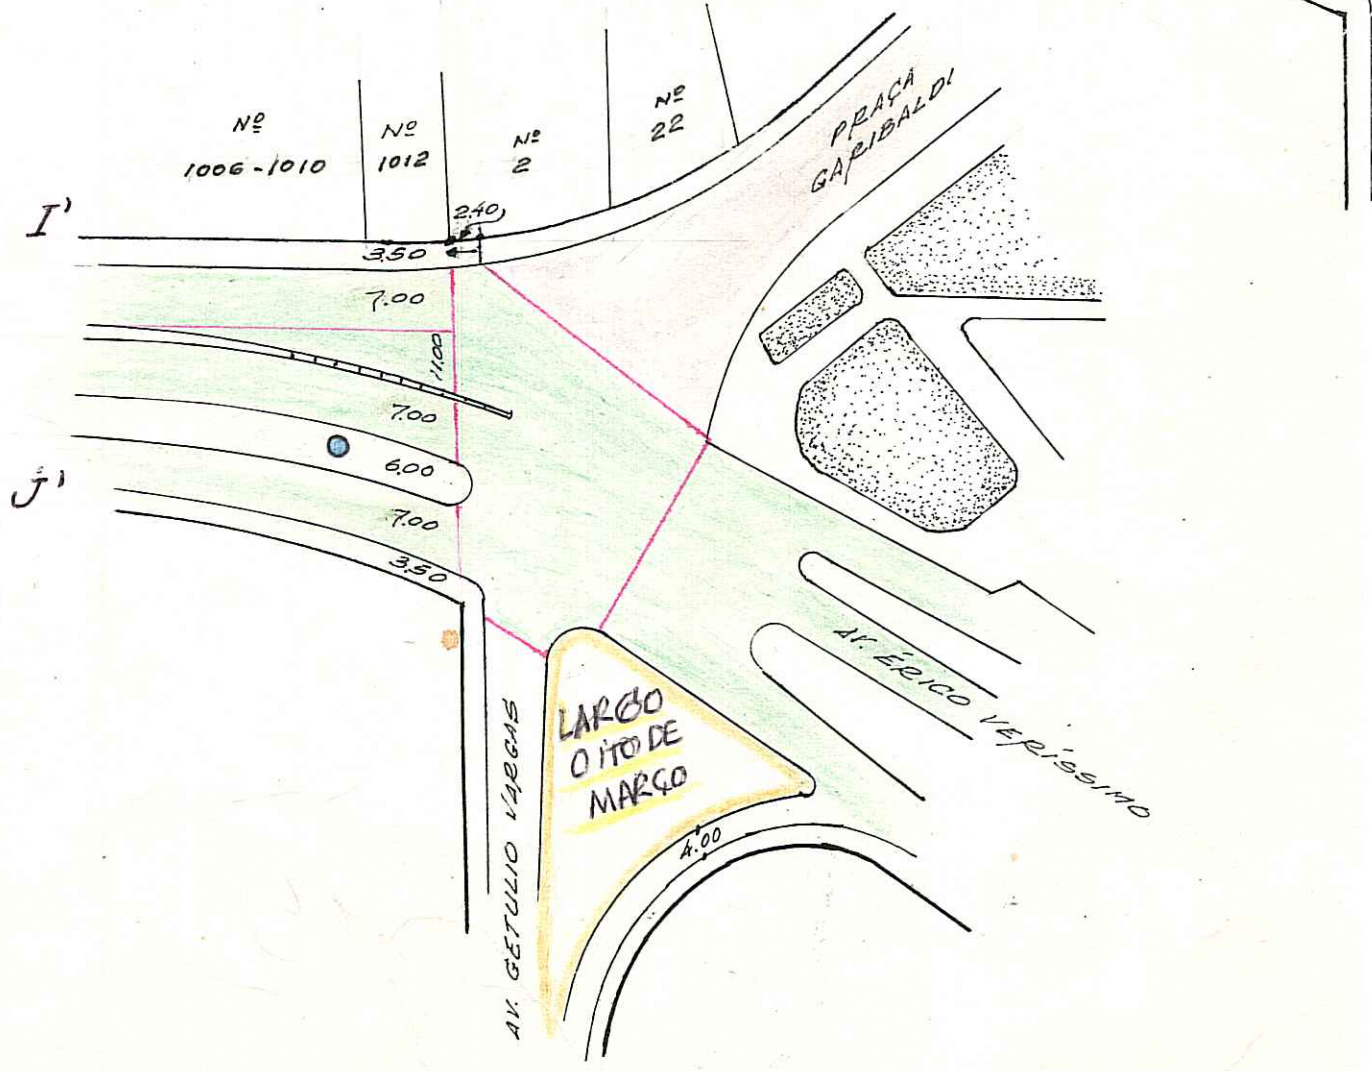 Nº
1006-1010
Nº
1012
Nº
2
Nº
22
PRAÇA
GARIBALDI
I'
2.40
3.50
7.00
11.00
7.00
6.00
J'
7.00
3.50
LARGO
OITO DE
MARÇO
AV. ÉRICO VERÍSSIMO
4.00
AV. GETULIO VARGAS